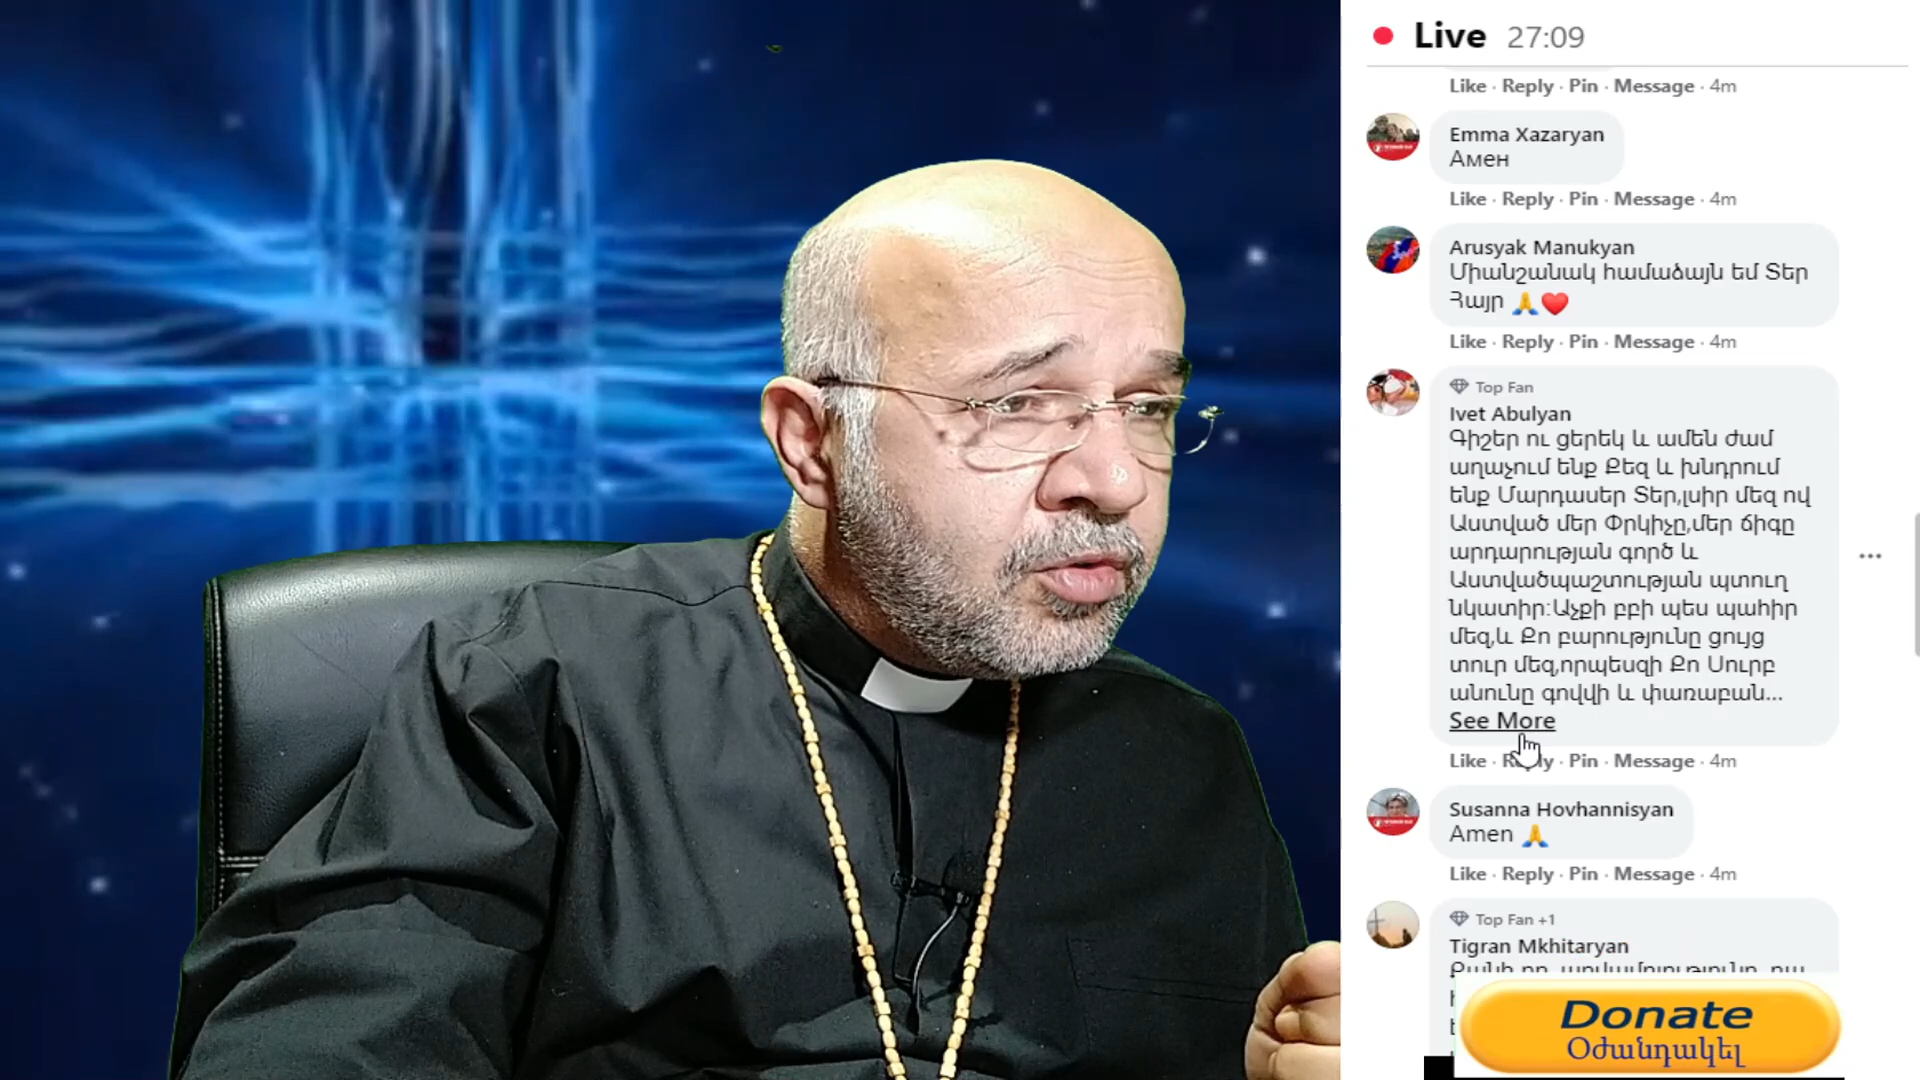 Live 27:09
Like · Reply · Pin · Message · 4m
Emma Xazaryan
Амен
Like · Reply · Pin · Message · 4m
Arusyak Manukyan
Միանշանակ համաձայն եմ Տեր
Հայր 🙏❤️
Like · Reply · Pin · Message · 4m
Top Fan
Ivet Abulyan
Գիշեր ու ցերեկ և ամեն ժամ
աղաչում ենք Քեզ և խնդրում
ենք Մարդասեր Տեր,լսիր մեզ ով
Աստված մեր Փրկիչը,մեր ճիգը
արդարության գործ և
Աստվածպաշտության պտուղ
նկատիր:Աչքի բբի պես պահիր
մեզ,և Քո բարությունը ցույց
տուր մեզ,որպեսզի Քո Սուրբ
անունը գովվի և փառաբան...
See More
Like · Reply · Pin · Message · 4m
Susanna Hovhannisyan
Amen 🙏
Like · Reply · Pin · Message · 4m
Top Fan +1
Tigran Mkhitaryan
Donate
Օժանդակել